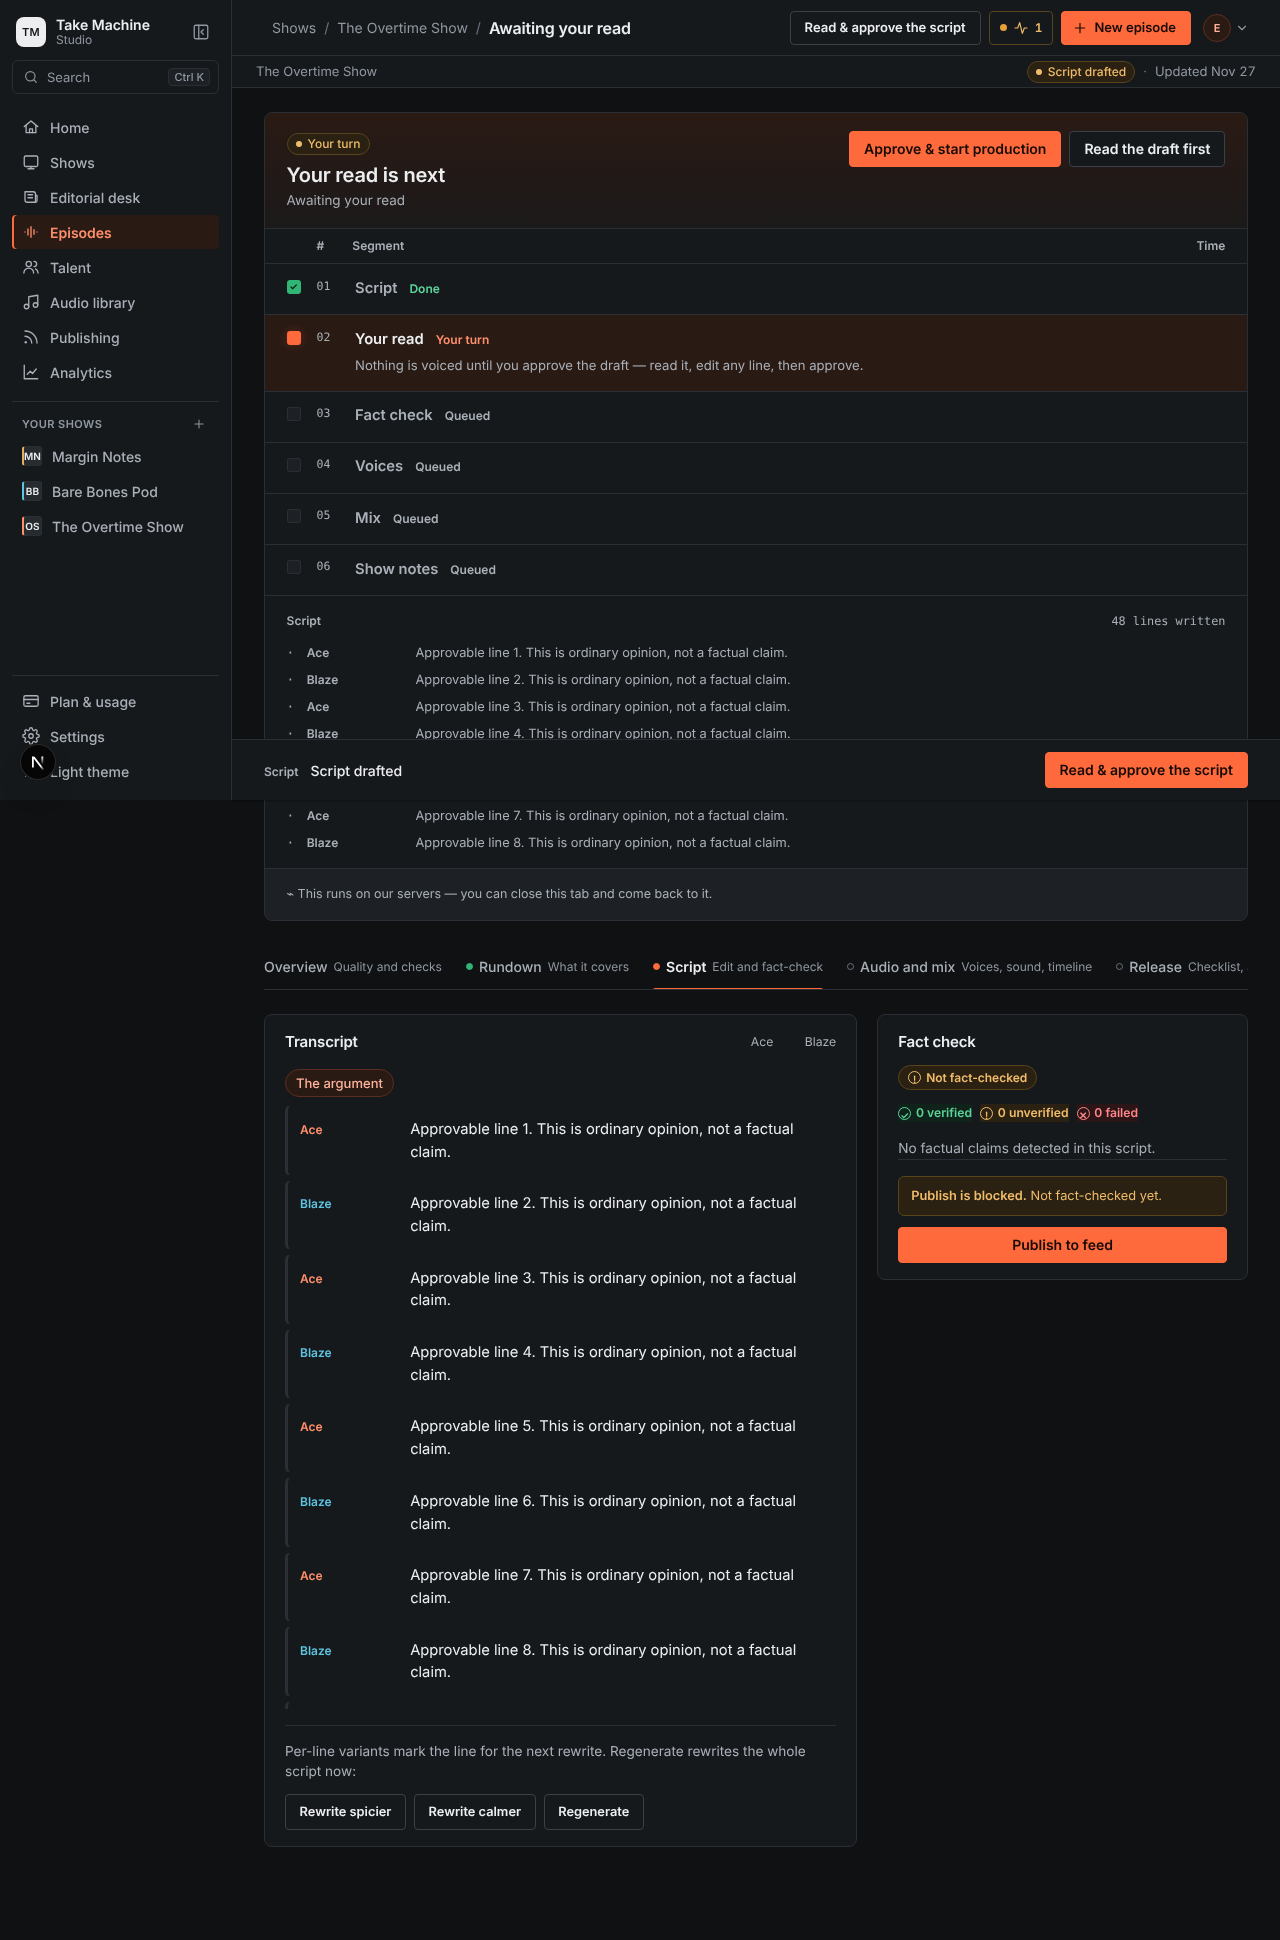 TM
Take Machine
Studio
Search
Ctrl K
Home
Shows
Editorial desk
Episodes
Talent
Audio library
Publishing
Analytics
YOUR SHOWS
MN Margin Notes
BB Bare Bones Pod
OS The Overtime Show
Plan & usage
Settings
Light theme
N
Shows / The Overtime Show / Awaiting your read
Read & approve the script
1
+ New episode
E
The Overtime Show
Script drafted
· Updated Nov 27
Your turn
Your read is next
Awaiting your read
Approve & start production
Read the draft first
# Segment Time
01 Script Done
02 Your read Your turn
Nothing is voiced until you approve the draft — read it, edit any line, then approve.
03 Fact check Queued
04 Voices Queued
05 Mix Queued
06 Show notes Queued
Script 48 lines written
· Ace Approvable line 1. This is ordinary opinion, not a factual claim.
· Blaze Approvable line 2. This is ordinary opinion, not a factual claim.
· Ace Approvable line 3. This is ordinary opinion, not a factual claim.
· Blaze Approvable line 4. This is ordinary opinion, not a factual claim.
Script Script drafted
Read & approve the script
· Ace Approvable line 7. This is ordinary opinion, not a factual claim.
· Blaze Approvable line 8. This is ordinary opinion, not a factual claim.
⌁ This runs on our servers — you can close this tab and come back to it.
Overview Quality and checks
Rundown What it covers
Script Edit and fact-check
Audio and mix Voices, sound, timeline
Release Checklist,
Transcript
Ace Blaze
The argument
Ace Approvable line 1. This is ordinary opinion, not a factual
claim.
Blaze Approvable line 2. This is ordinary opinion, not a factual
claim.
Ace Approvable line 3. This is ordinary opinion, not a factual
claim.
Blaze Approvable line 4. This is ordinary opinion, not a factual
claim.
Ace Approvable line 5. This is ordinary opinion, not a factual
claim.
Blaze Approvable line 6. This is ordinary opinion, not a factual
claim.
Ace Approvable line 7. This is ordinary opinion, not a factual
claim.
Blaze Approvable line 8. This is ordinary opinion, not a factual
claim.
Per-line variants mark the line for the next rewrite. Regenerate rewrites the whole
script now:
Rewrite spicier
Rewrite calmer
Regenerate
Fact check
Not fact-checked
0 verified
0 unverified
0 failed
No factual claims detected in this script.
Publish is blocked. Not fact-checked yet.
Publish to feed